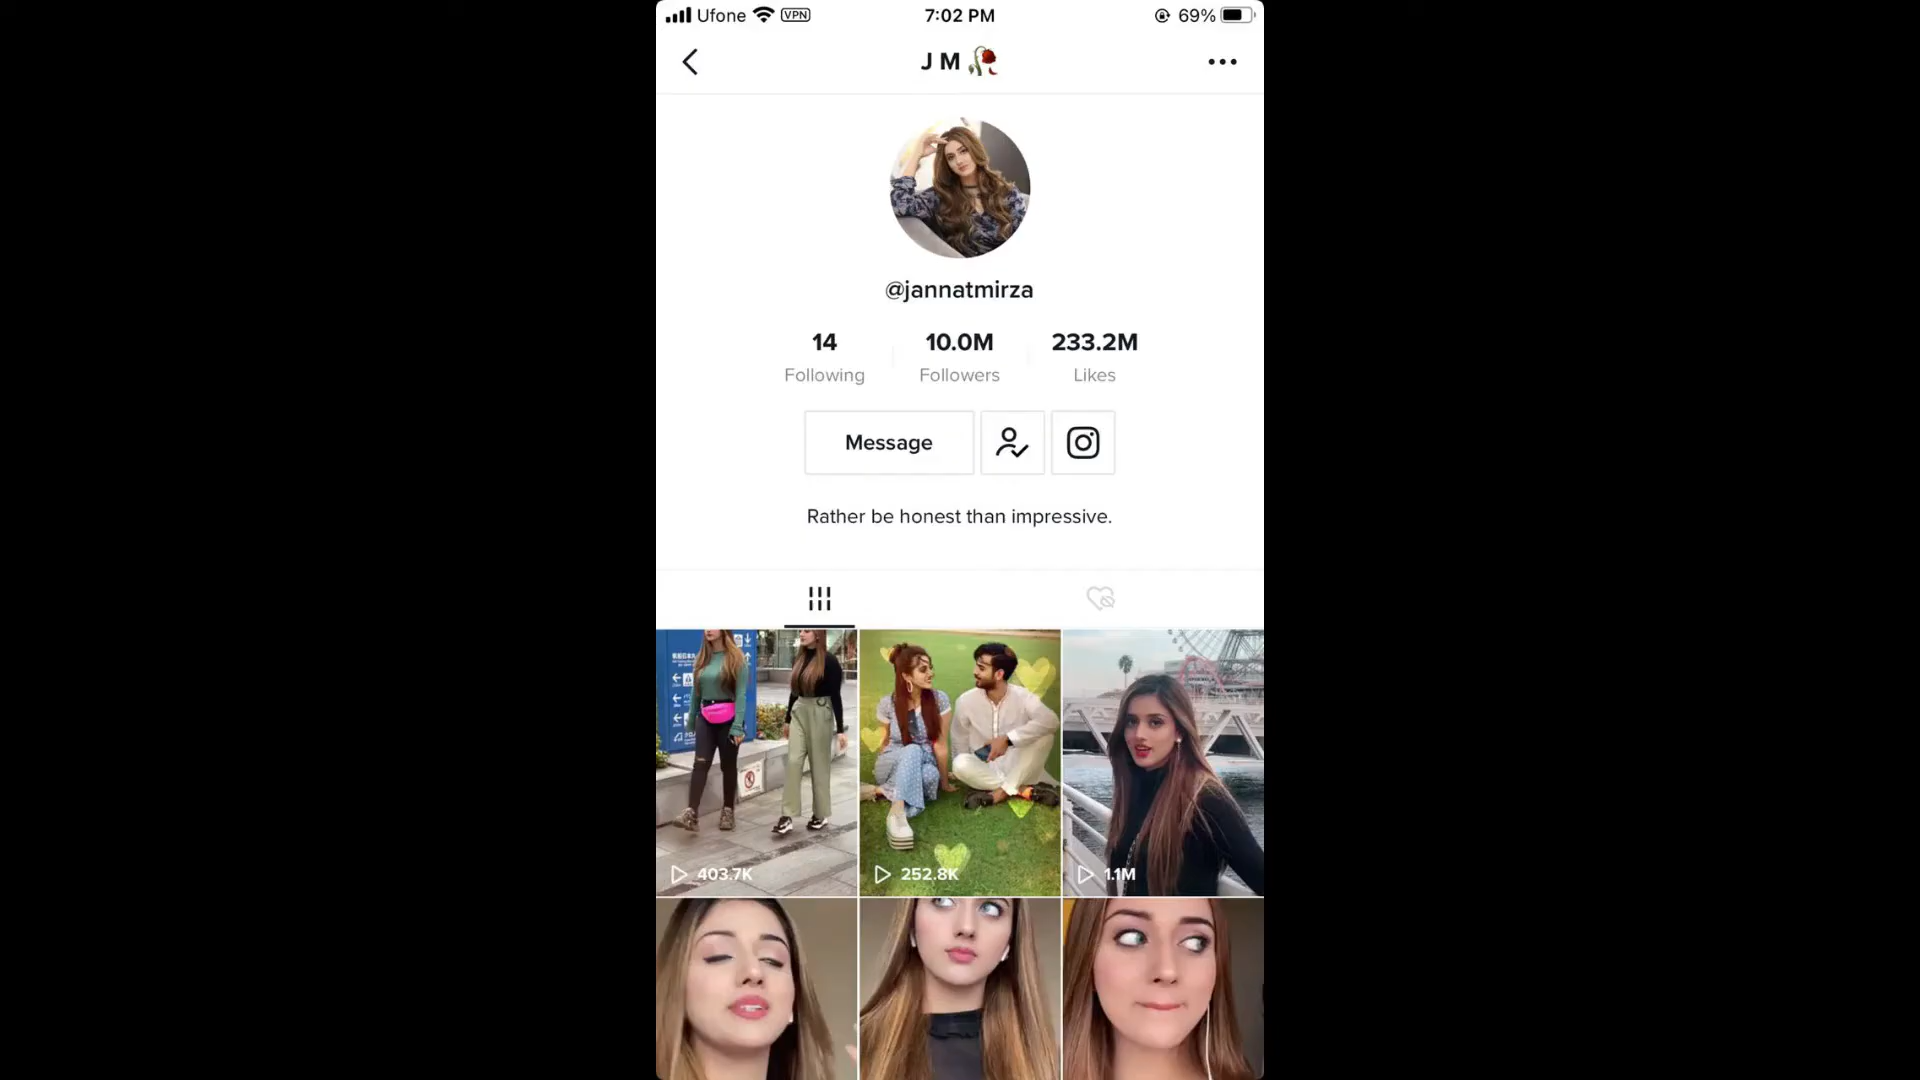 Ufone VPN 7:02 PM 69%
J M 🥀
@jannatmirza
14 10.0M 233.2M
Following Followers Likes
Message
Rather be honest than impressive.
403.7K 252.8K 1.1M